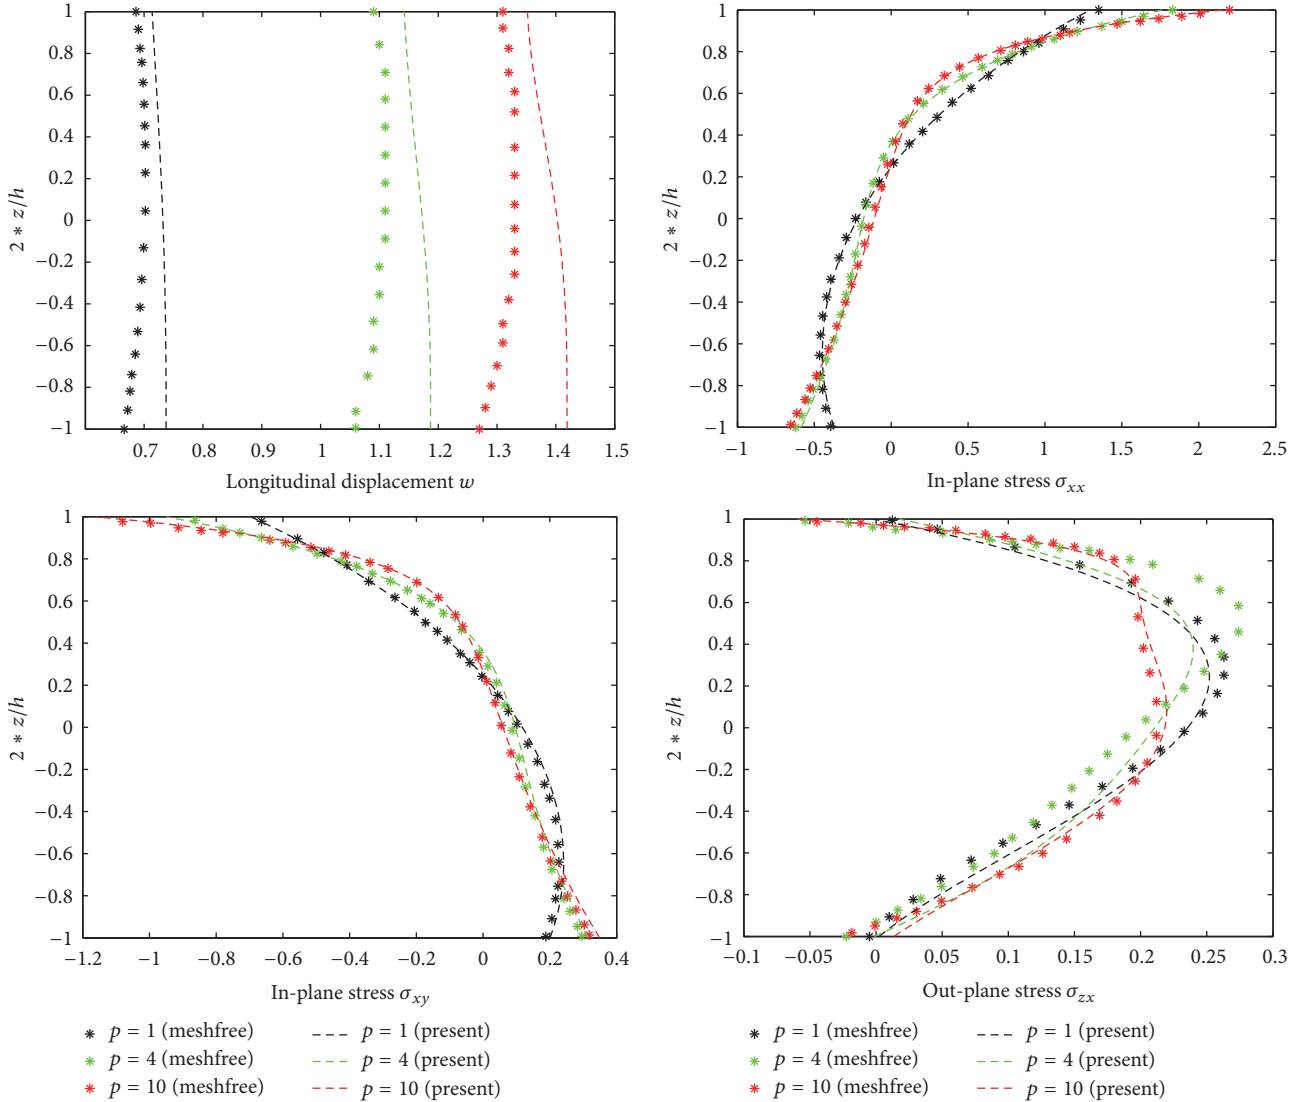 1
0.8
0.6
0.4
0.2
0
−0.2
−0.4
−0.6
−0.8
−1
2 ∗ z/h
0.7 0.8 0.9 1 1.1 1.2 1.3 1.4 1.5
Longitudinal displacement w
1
0.8
0.6
0.4
0.2
0
−0.2
−0.4
−0.6
−0.8
−1
2 ∗ z/h
−1 −0.5 0 0.5 1 1.5 2 2.5
In-plane stress σxx
1
0.8
0.6
0.4
0.2
0
−0.2
−0.4
−0.6
−0.8
−1
2 ∗ z/h
−1.2 −1 −0.8 −0.6 −0.4 −0.2 0 0.2 0.4
In-plane stress σxy
p = 1 (meshfree) p = 1 (present)
p = 4 (meshfree) p = 4 (present)
p = 10 (meshfree) p = 10 (present)
1
0.8
0.6
0.4
0.2
0
−0.2
−0.4
−0.6
−0.8
−1
2 ∗ z/h
−0.1 −0.05 0 0.05 0.1 0.15 0.2 0.25 0.3
Out-plane stress σzx
p = 1 (meshfree) p = 1 (present)
p = 4 (meshfree) p = 4 (present)
p = 10 (meshfree) p = 10 (present)